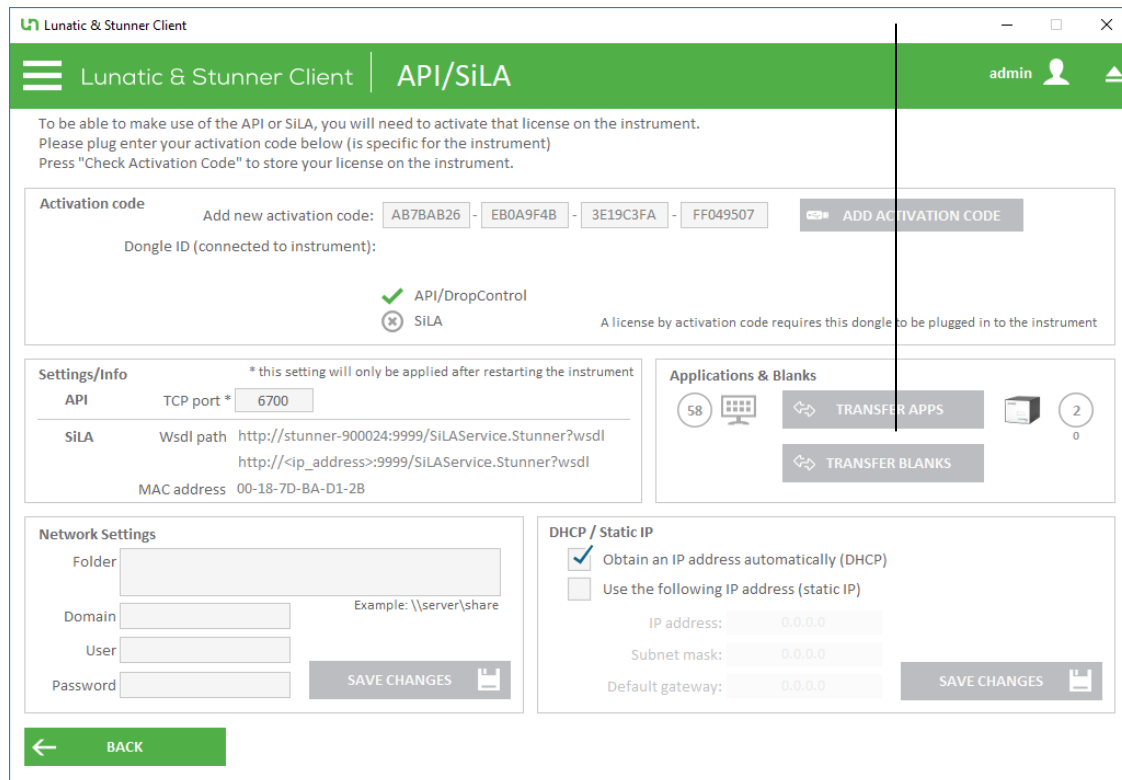 Lunatic & Stunner Client
Lunatic & Stunner Client API/SiLA admin
To be able to make use of the API or SiLA, you will need to activate that license on the instrument.
Please plug enter your activation code below (is specific for the instrument)
Press "Check Activation Code" to store your license on the instrument.
Activation code
Add new activation code: AB7BAB26 - EB0A9F4B - 3E19C3FA - FF049507 ADD ACTIVATION CODE
Dongle ID (connected to instrument):
API/DropControl
SiLA A license by activation code requires this dongle to be plugged in to the instrument
Settings/Info * this setting will only be applied after restarting the instrument
API TCP port * 6700
SiLA Wsdl path http://stunner-900024:9999/SiLAService.Stunner?wsdl
http://<ip_address>:9999/SiLAService.Stunner?wsdl
MAC address 00-18-7D-BA-D1-2B
Applications & Blanks
58 TRANSFER APPS 2
0
TRANSFER BLANKS
Network Settings
Folder
Example: \\server\share
Domain
User
Password
SAVE CHANGES
DHCP / Static IP
Obtain an IP address automatically (DHCP)
Use the following IP address (static IP)
IP address: 0.0.0.0
Subnet mask: 0.0.0.0
Default gateway: 0.0.0.0
SAVE CHANGES
BACK